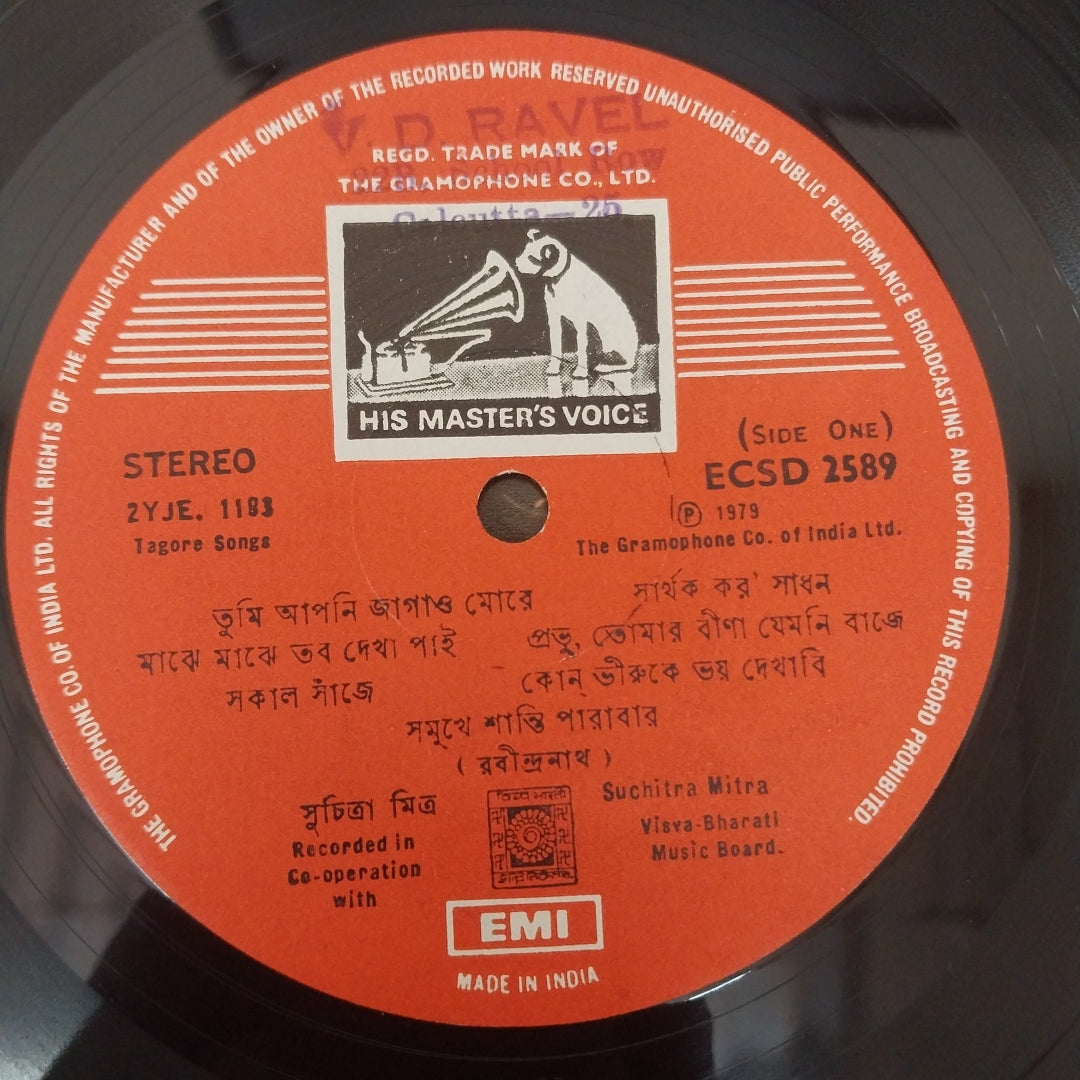 THE GRAMOPHONE CO. OF INDIA LTD. ALL RIGHTS OF THE MANUFACTURER AND OF THE OWNER OF THE RECORDED WORK RESERVED UNAUTHORISED PUBLIC PERFORMANCE BROADCASTING AND COPYING OF THIS RECORD PROHIBITED.
V. D. RAVEL
REGD. TRADE MARK OF
Row
THE GRAMOPHONE CO., LTD.
Calcutta—25
HIS MASTER'S VOICE
(SIDE ONE)
STEREO
ECSD 2589
2YJE. 1183
Ⓟ 1979
Tagore Songs
The Gramophone Co. of India Ltd.
তুমি আপনি জাগাও মোরে
সার্থক কর' সাধন
মাঝে মাঝে তব দেখা পাই
প্রভু, তোমার বীণা যেমনি বাজে
সকাল সাঁজে
কোন্ ভীরুকে ভয় দেখাবি
সমুখে শান্তি পারাবার
(রবীন্দ্রনাথ)
সুচিত্রা মিত্র
Suchitra Mitra
Recorded in
Co-operation
with
বিশ্ব ভারতী
Visva-Bharati
Music Board.
EMI
MADE IN INDIA